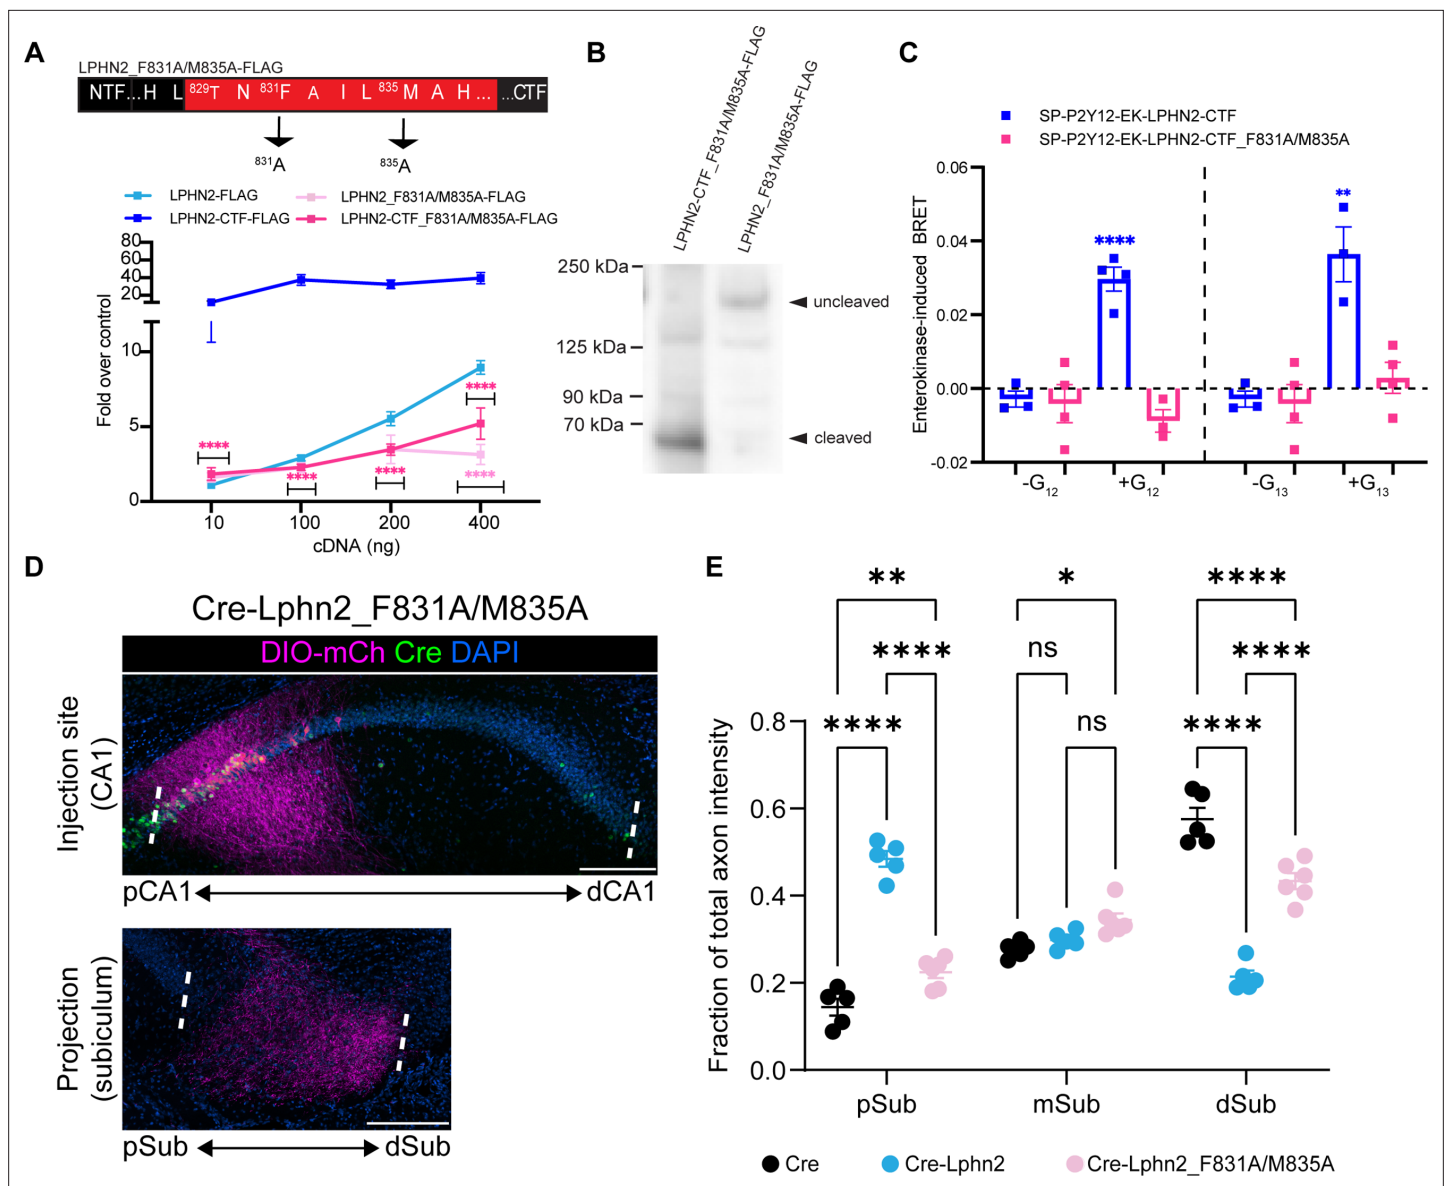 A
LPHN2_F831A/M835A-FLAG
NTF...H L 829T N 831F A I L 835M A H... ...CTF
831A 835A
LPHN2-FLAG LPHN2_F831A/M835A-FLAG
LPHN2-CTF-FLAG LPHN2-CTF_F831A/M835A-FLAG
Fold over control
80
60
40
20
10
5
0
**** **** **** **** ****
10 100 200 400
cDNA (ng)
B
LPHN2-CTF_F831A/M835A-FLAG
LPHN2_F831A/M835A-FLAG
250 kDa
125 kDa
90 kDa
70 kDa
uncleaved
cleaved
C
SP-P2Y12-EK-LPHN2-CTF
SP-P2Y12-EK-LPHN2-CTF_F831A/M835A
Enterokinase-induced BRET
0.06
0.04
0.02
0.00
-0.02
**** **
-G12 +G12 -G13 +G13
D
Cre-Lphn2_F831A/M835A
DIO-mCh Cre DAPI
Injection site
(CA1)
pCA1 dCA1
Projection
(subiculum)
pSub dSub
E
** * ****
**** ns ****
**** ns ****
Fraction of total axon intensity
0.8
0.6
0.4
0.2
0.0
pSub mSub dSub
Cre Cre-Lphn2 Cre-Lphn2_F831A/M835A